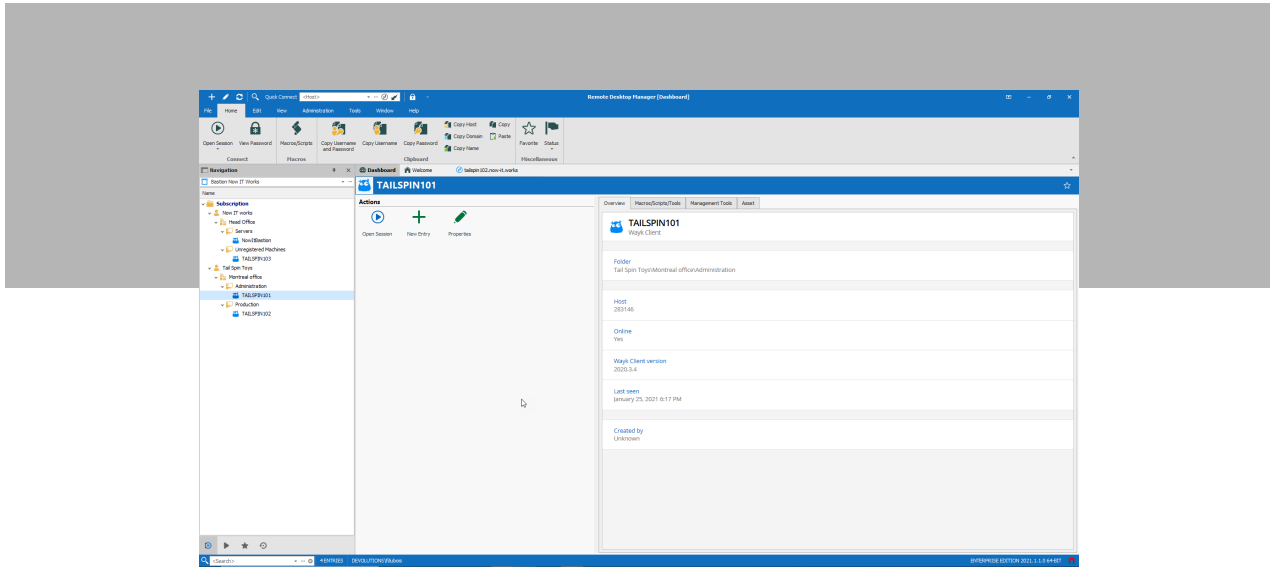 Quick Connect <Host>
Remote Desktop Manager [Dashboard]
File Home Edit View Administration Tools Window Help
Open Session View Password Macros/Scripts Copy Username and Password Copy Username Copy Password Copy Host Copy Domain Copy Name Copy Paste Favorite Status
Connect Macros Clipboard Miscellaneous
Navigation
Dashboard Welcome tailspin102.now-it.works
Bastion Now IT Works
TAILSPIN101
Name
Subscription
Now IT works
Head Office
Servers
NowItBastion
Unregistered Machines
TAILSPIN103
Tail Spin Toys
Montreal office
Administration
TAILSPIN101
Production
TAILSPIN102
Actions
Open Session New Entry Properties
Overview Macros/Scripts/Tools Management Tools Asset
TAILSPIN101
Wayk Client
Folder
Tail Spin Toys\Montreal office\Administration
Host
283146
Online
Yes
Wayk Client version
2020.3.4
Last seen
January 25, 2021 6:17 PM
Created by
Unknown
<Search> 4 ENTRIES
ENTERPRISE EDITION 2021.1.1.0 64-BIT